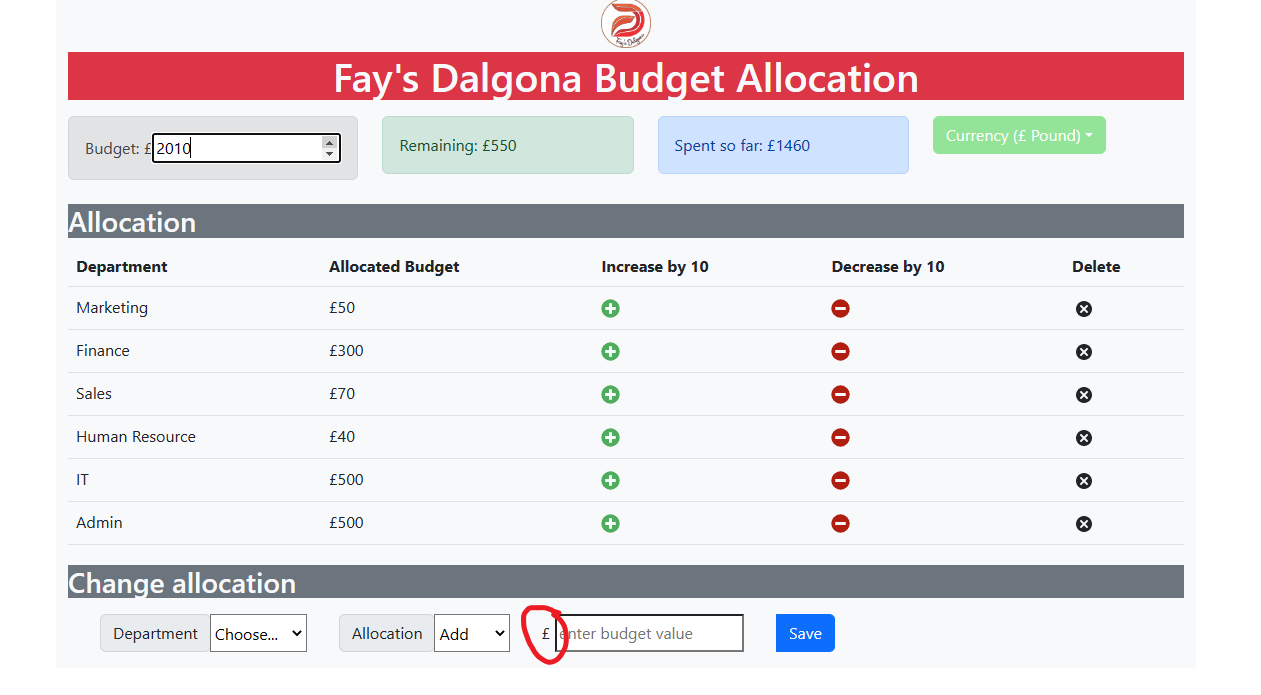 Fay's Dalgona
Fay's Dalgona Budget Allocation
Budget: £ 2010
Remaining: £550
Spent so far: £1460
Currency (£ Pound)
Allocation
Department Allocated Budget Increase by 10 Decrease by 10 Delete
Marketing £50
Finance £300
Sales £70
Human Resource £40
IT £500
Admin £500
Change allocation
Department Choose... Allocation Add £ enter budget value Save